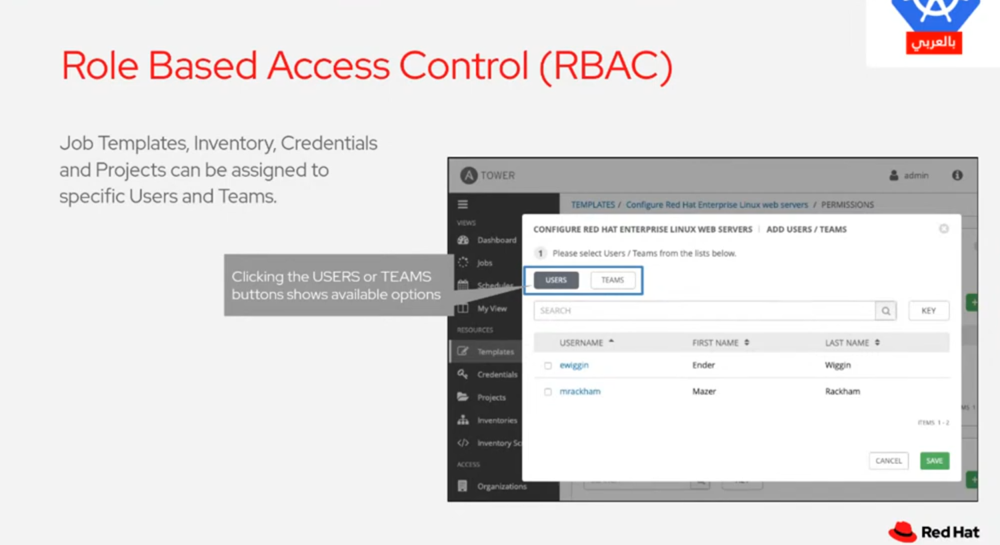 بالعربي
Role Based Access Control (RBAC)
Job Templates, Inventory, Credentials
and Projects can be assigned to
specific Users and Teams.
Clicking the USERS or TEAMS
buttons shows available options
A TOWER
admin
TEMPLATES / Configure Red Hat Enterprise Linux web servers / PERMISSIONS
VIEWS
Dashboard
Jobs
Schedules
My View
RESOURCES
Templates
Credentials
Projects
Inventories
Inventory Sc
ACCESS
Organizations
CONFIGURE RED HAT ENTERPRISE LINUX WEB SERVERS | ADD USERS / TEAMS
1 Please select Users / Teams from the lists below.
USERS TEAMS
SEARCH KEY
USERNAME FIRST NAME LAST NAME
ewiggin Ender Wiggin
mrackham Mazer Rackham
ITEMS 1 - 2
CANCEL SAVE
Red Hat